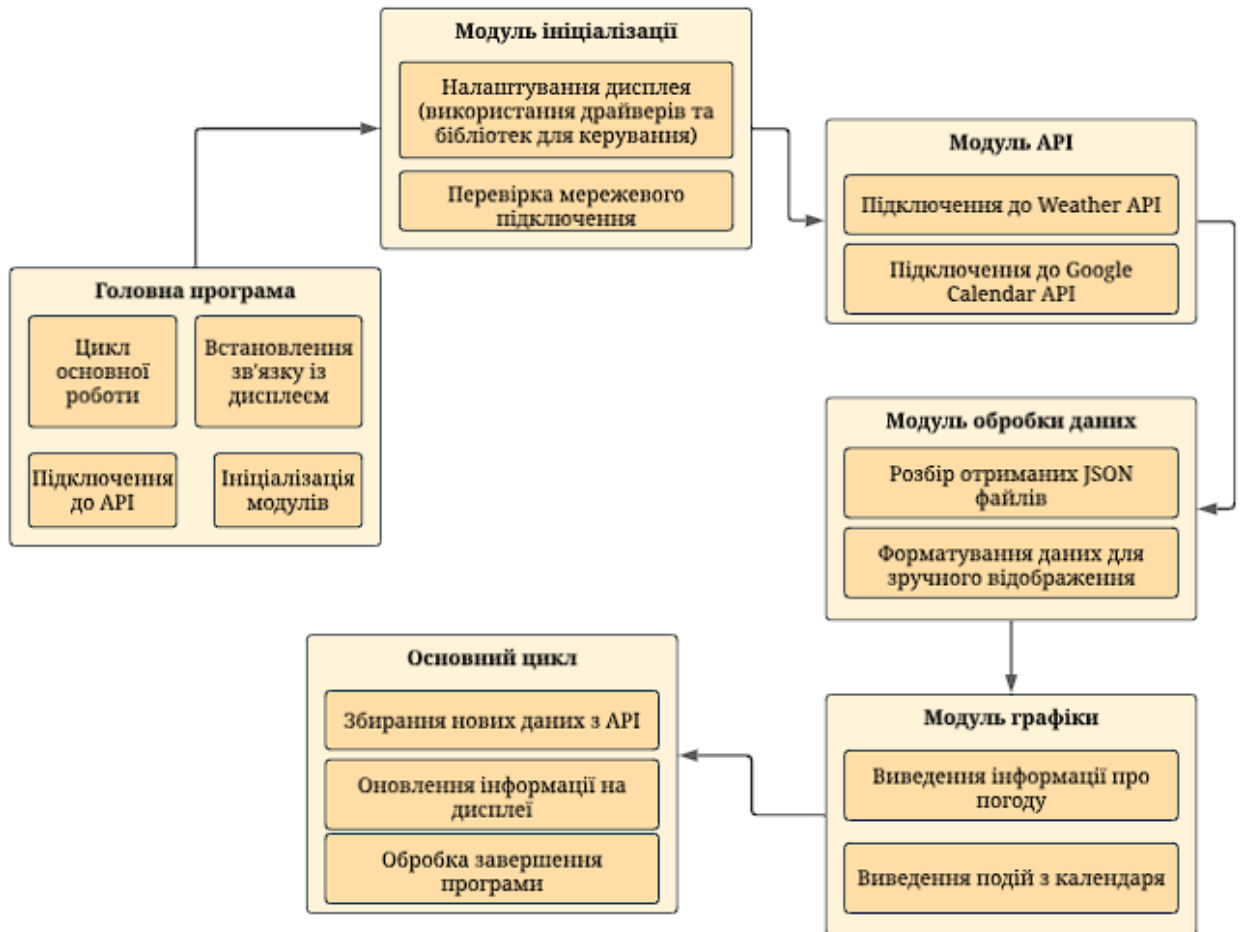 Модуль ініціалізації
Налаштування дисплея
(використання драйверів та
бібліотек для керування)
Перевірка мережевого
підключення
Модуль API
Підключення до Weather API
Підключення до Google
Calendar API
Головна програма
Цикл
основної
роботи
Встановлення
зв'язку із
дисплеєм
Підключення
до API
Ініціалізація
модулів
Модуль обробки даних
Розбір отриманих JSON
файлів
Форматування даних для
зручного відображення
Основний цикл
Збирання нових даних з API
Оновлення інформації на
дисплеї
Обробка завершення
програми
Модуль графіки
Виведення інформації про
погоду
Виведення подій з календаря